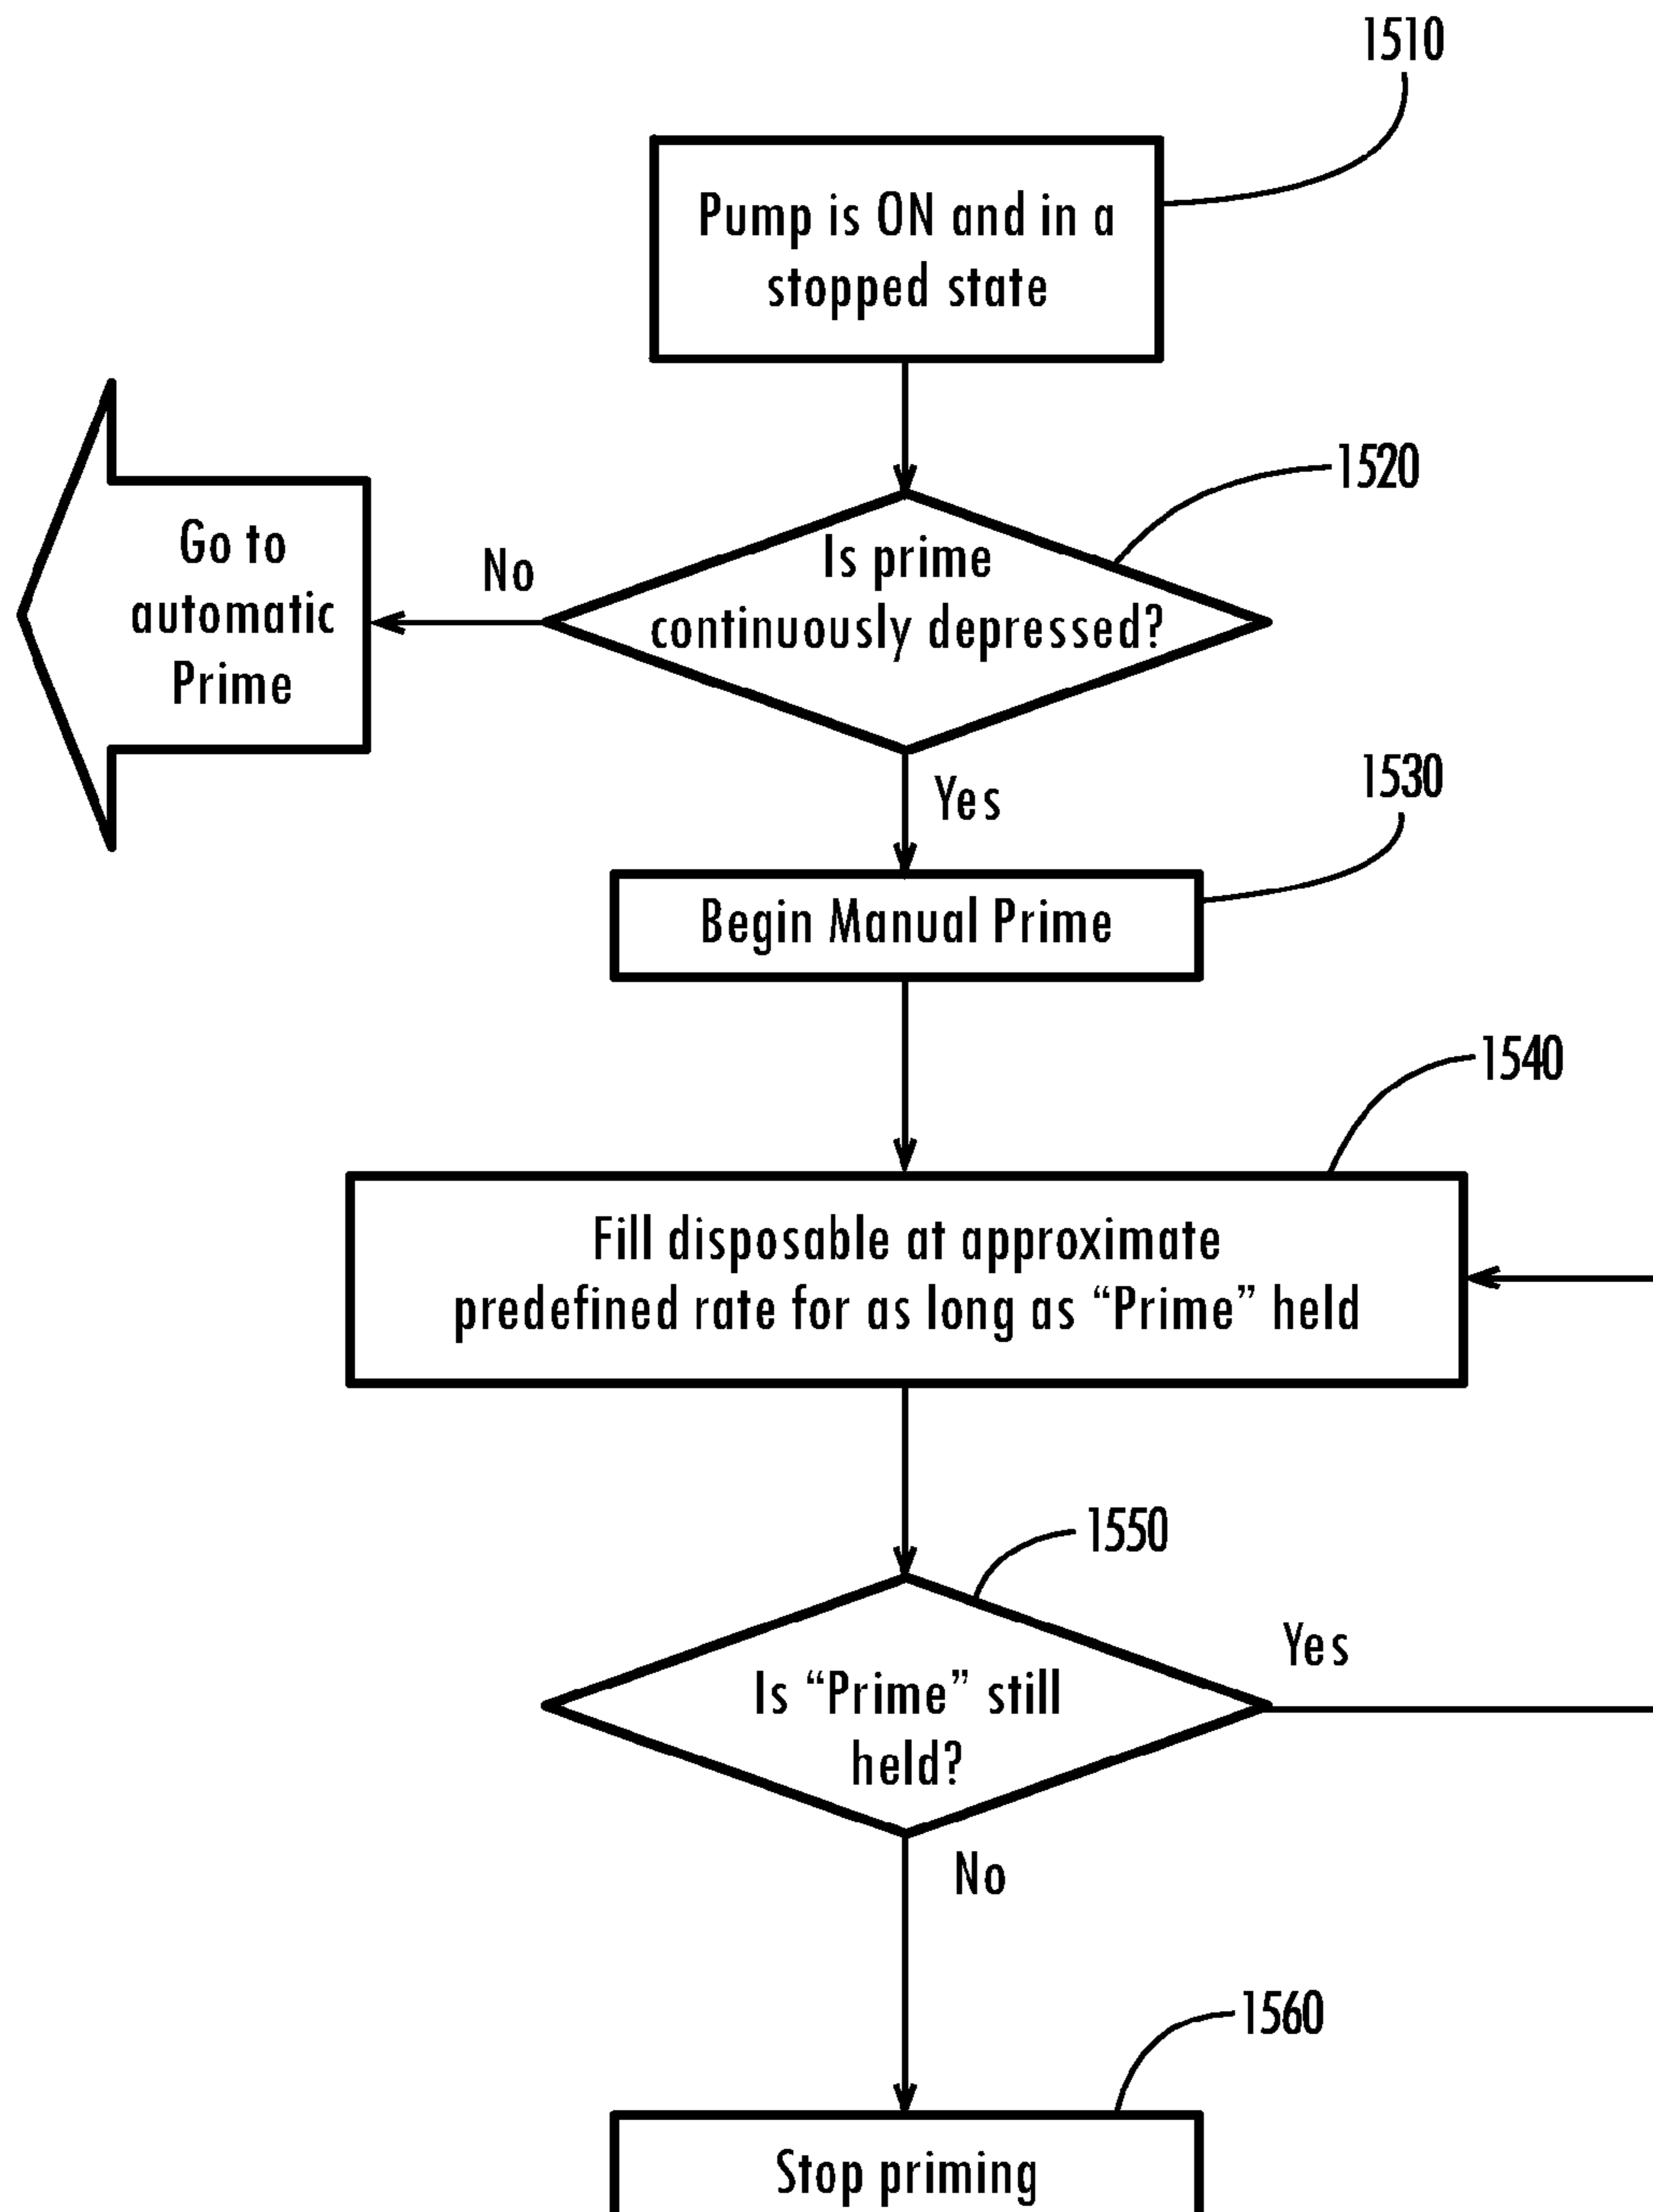 1510
Pump is ON and in a
stopped state
1520
Is prime
continuously depressed?
No
Go to
automatic
Prime
Yes
1530
Begin Manual Prime
1540
Fill disposable at approximate
predefined rate for as long as “Prime” held
1550
Yes
Is “Prime” still
held?
No
1560
Stop priming